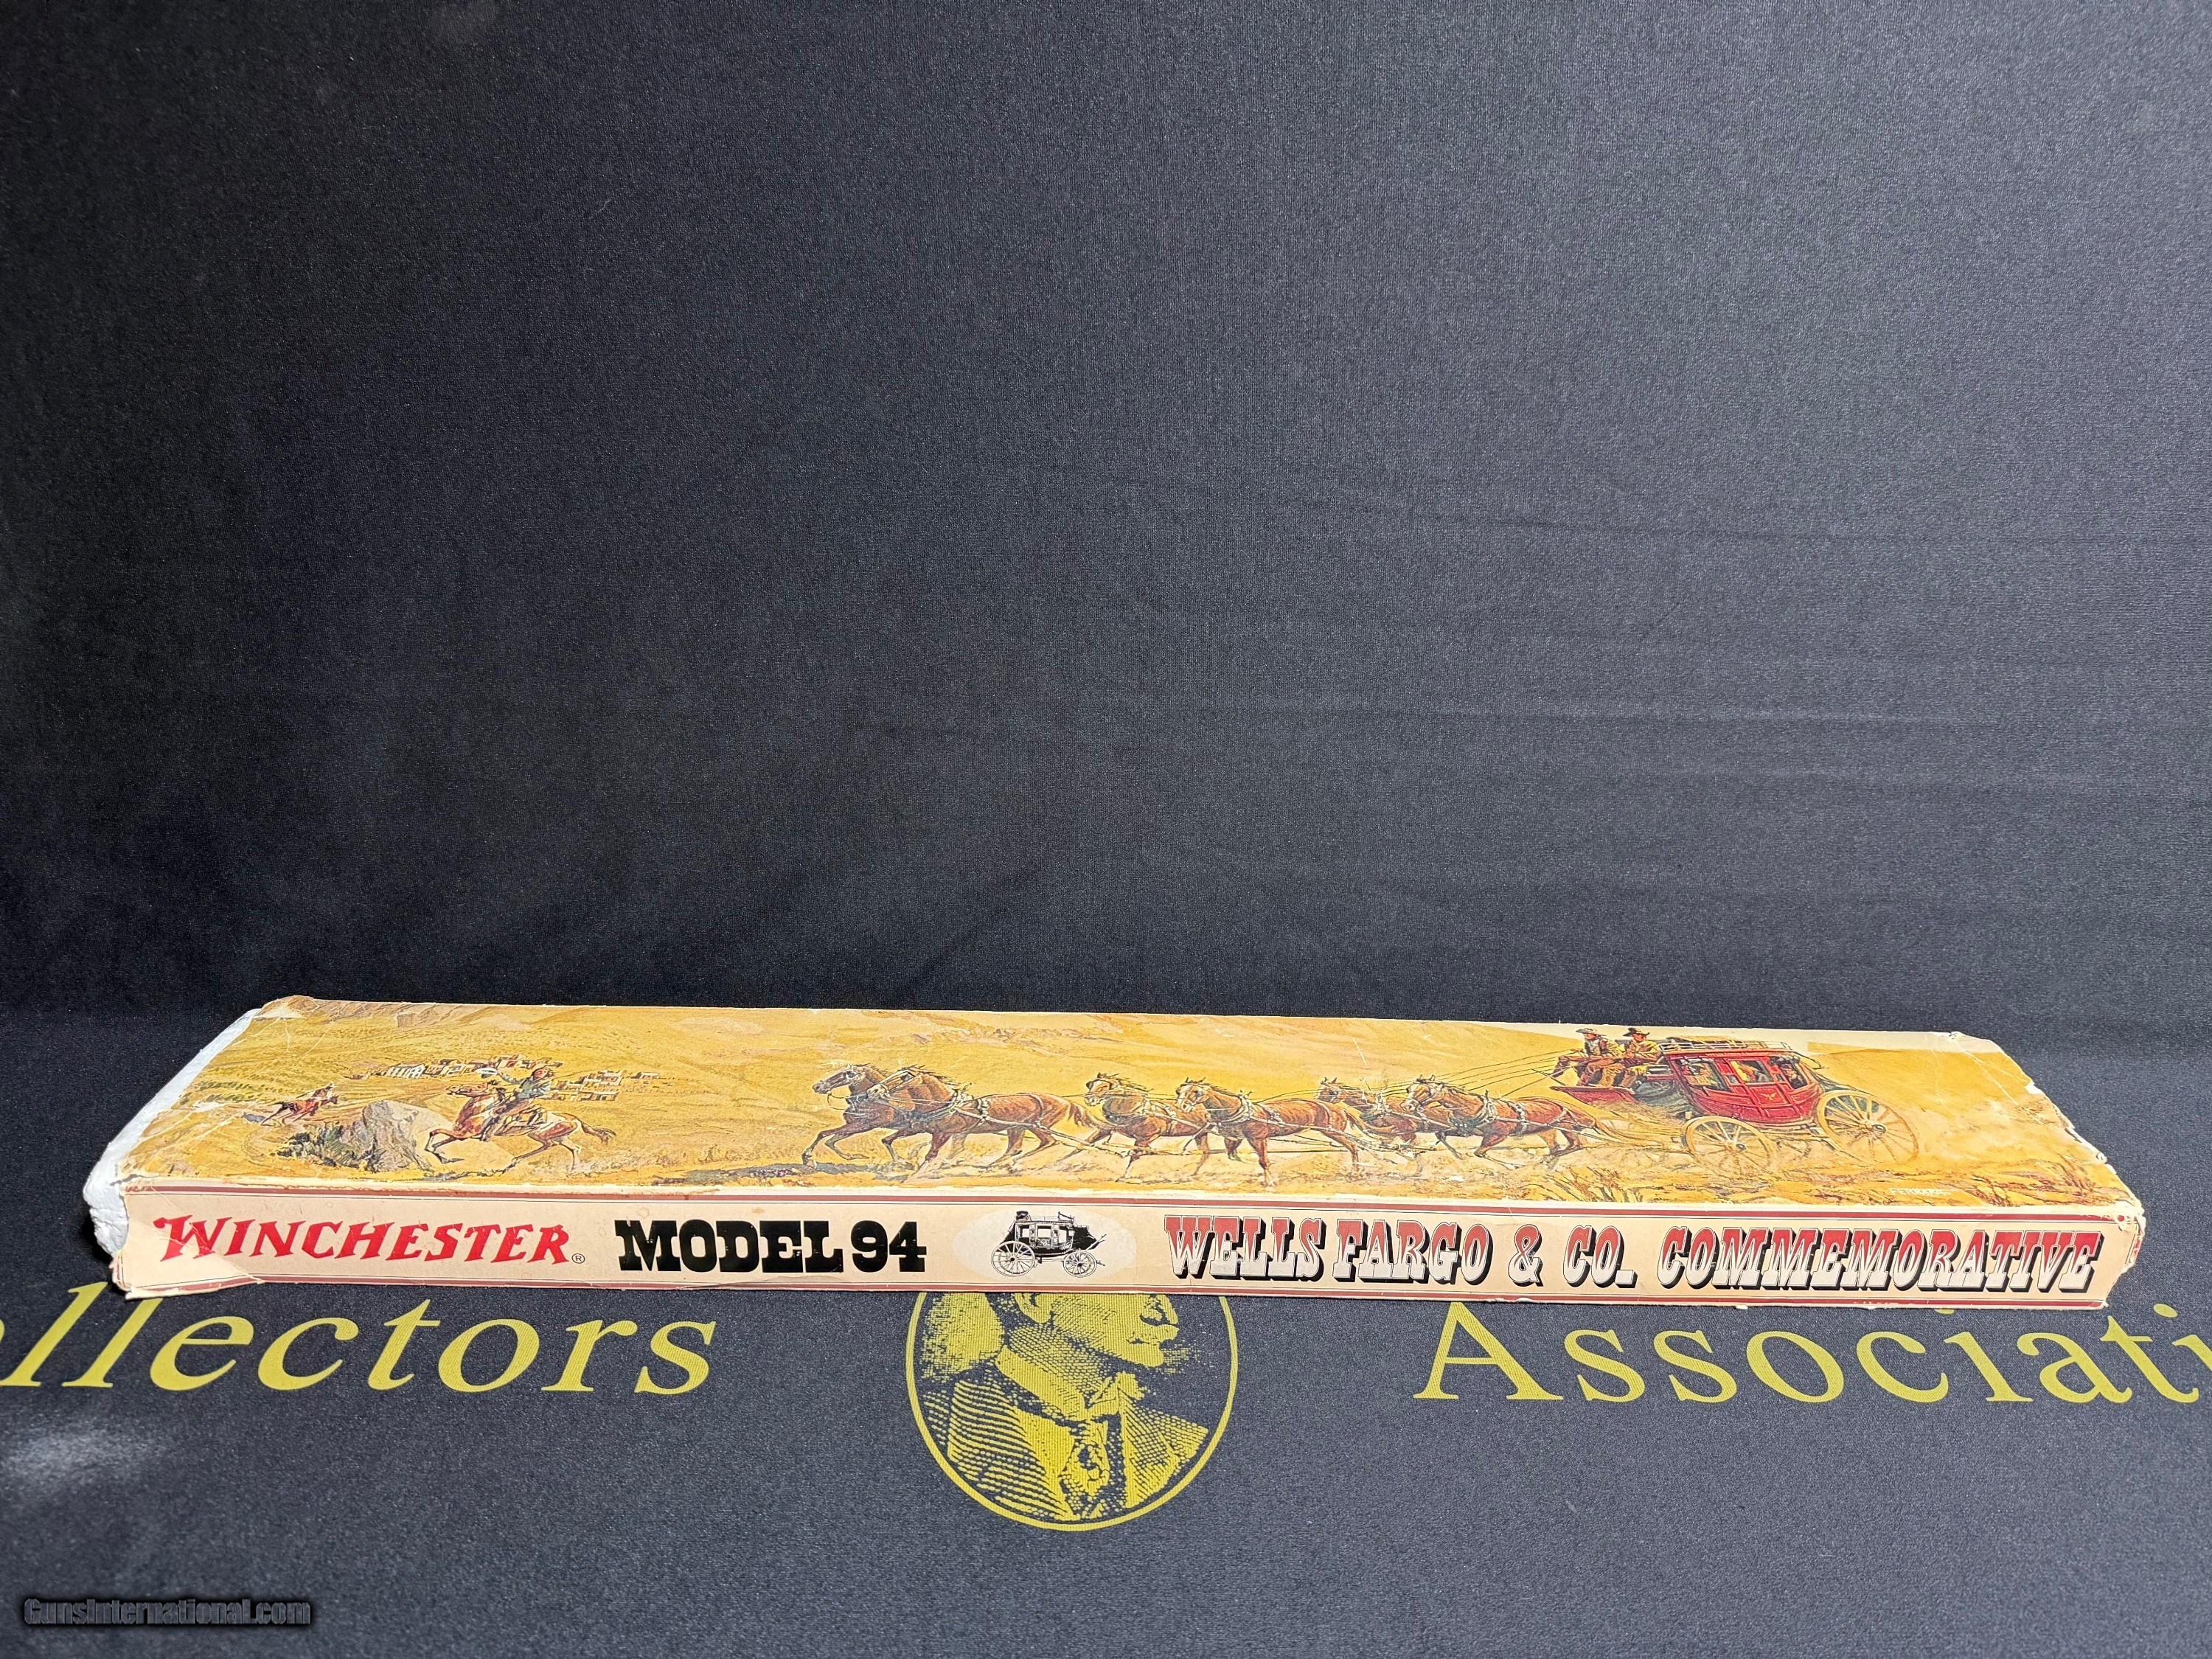 WINCHESTER® MODEL 94 WELLS FARGO & CO. COMMEMORATIVE
llectors Associati
GunsInternational.com